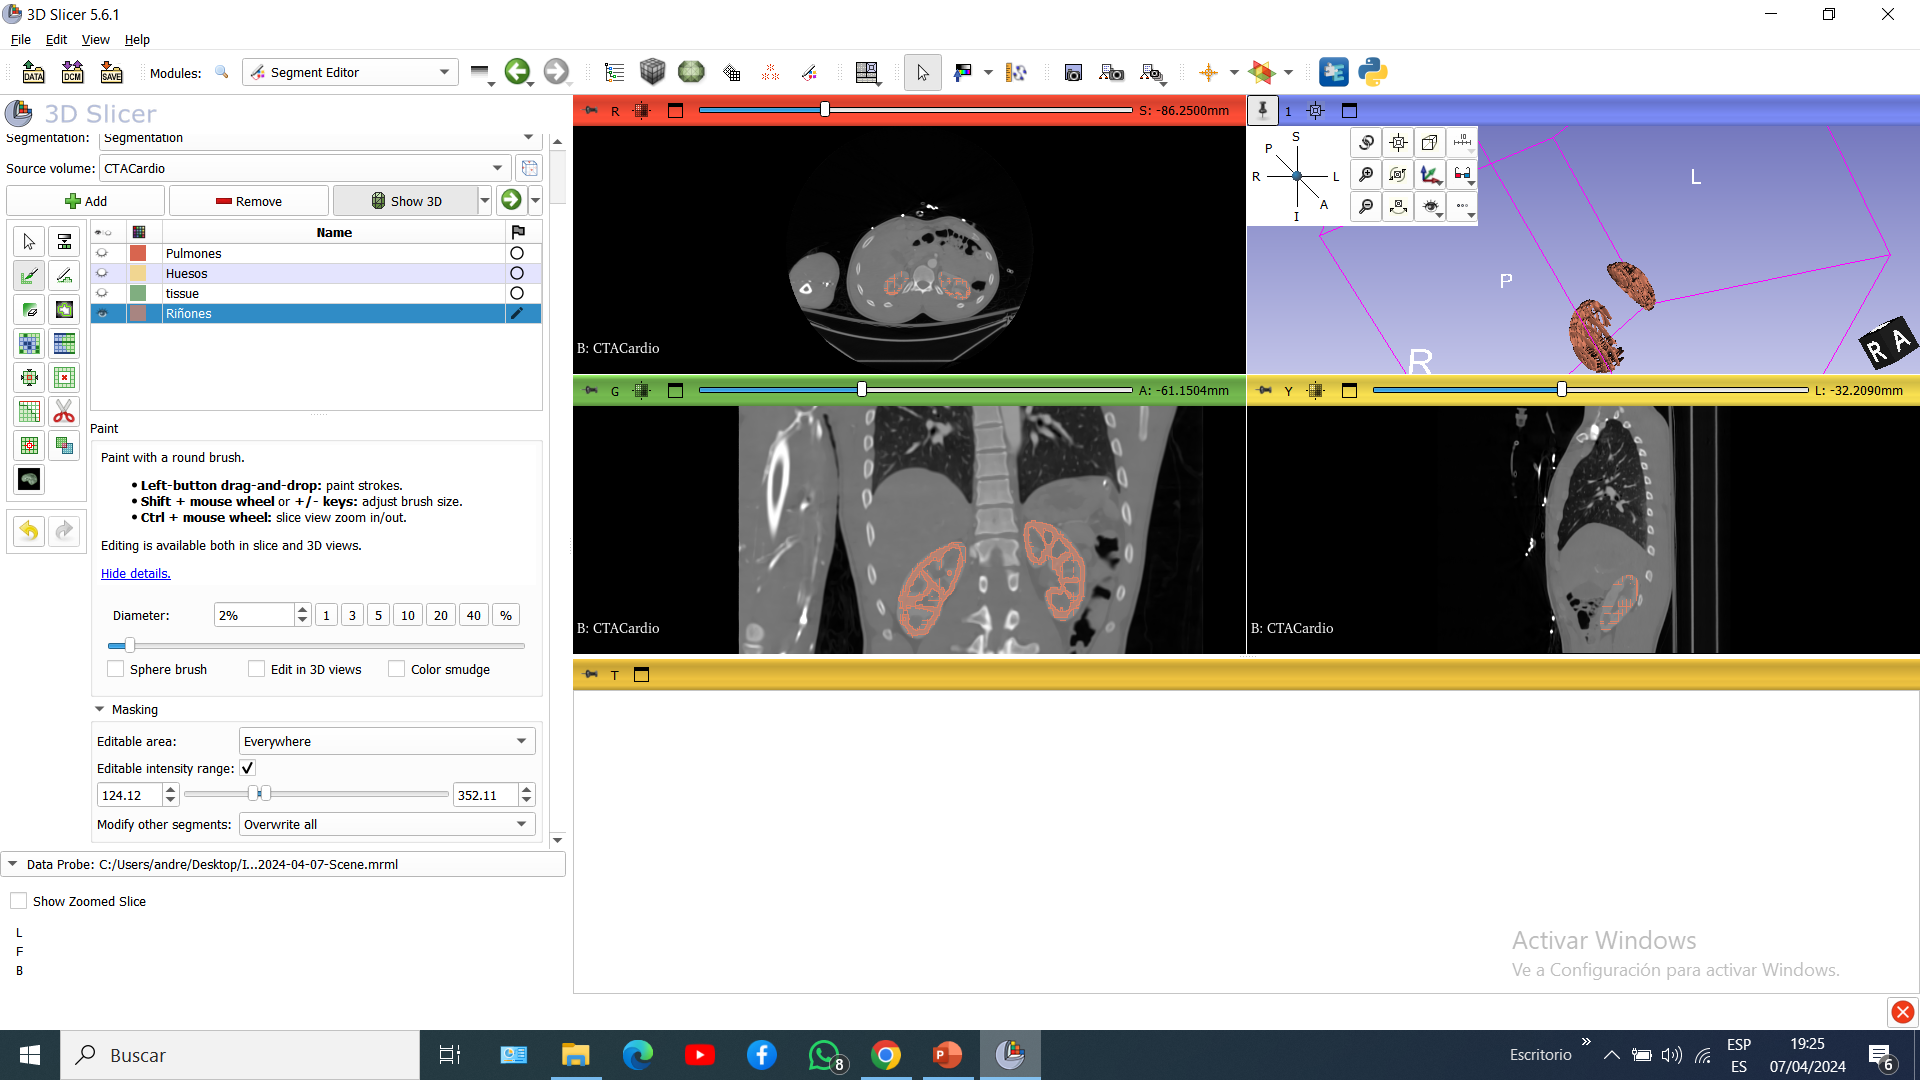 3D Slicer 5.6.1
File Edit View Help
DATA DCM SAVE Modules: Segment Editor
3D Slicer
Segmentation: Segmentation
Source volume: CTACardio
Add Remove Show 3D
Name
Pulmones
Huesos
tissue
Riñones
Paint
Paint with a round brush.
• Left-button drag-and-drop: paint strokes.
• Shift + mouse wheel or +/- keys: adjust brush size.
• Ctrl + mouse wheel: slice view zoom in/out.
Editing is available both in slice and 3D views.
Hide details.
Diameter: 2% 1 3 5 10 20 40 %
Sphere brush Edit in 3D views Color smudge
Masking
Editable area: Everywhere
Editable intensity range:
124.12 352.11
Modify other segments: Overwrite all
Data Probe: C:/Users/andre/Desktop/I...2024-04-07-Scene.mrml
Show Zoomed Slice
L
F
B
R S: -86.2500mm
B: CTACardio
1
S
P
R L
A
I
L
P
R
R A
G A: -61.1504mm
B: CTACardio
Y L: -32.2090mm
B: CTACardio
T
Activar Windows
Ve a Configuración para activar Windows.
Buscar
8
Escritorio
ESP
ES
19:25
07/04/2024
6